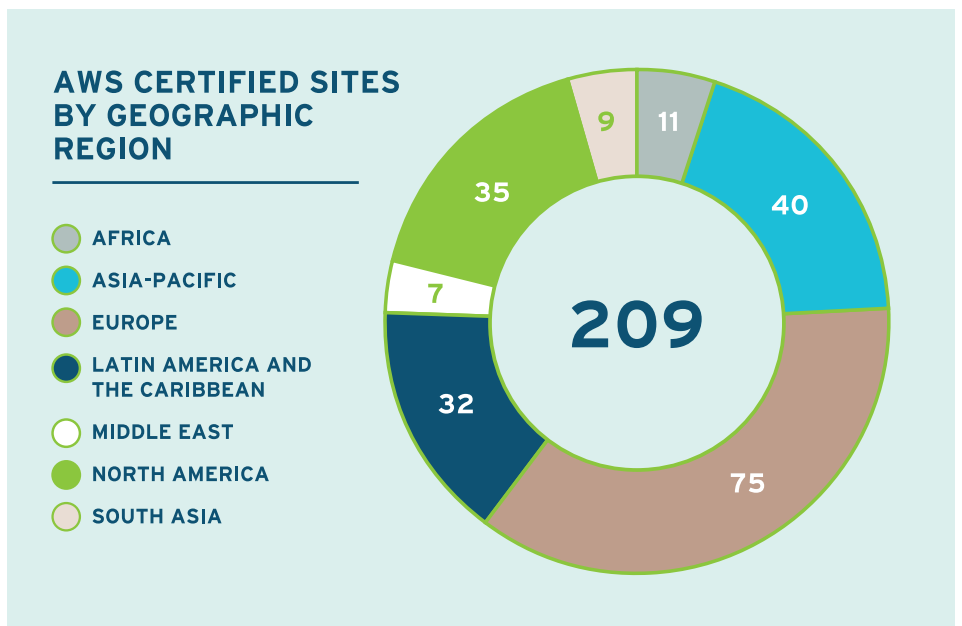 AWS CERTIFIED SITES
BY GEOGRAPHIC
REGION
AFRICA
ASIA-PACIFIC
EUROPE
LATIN AMERICA AND
THE CARIBBEAN
MIDDLE EAST
NORTH AMERICA
SOUTH ASIA
9
11
35
40
7
209
32
75